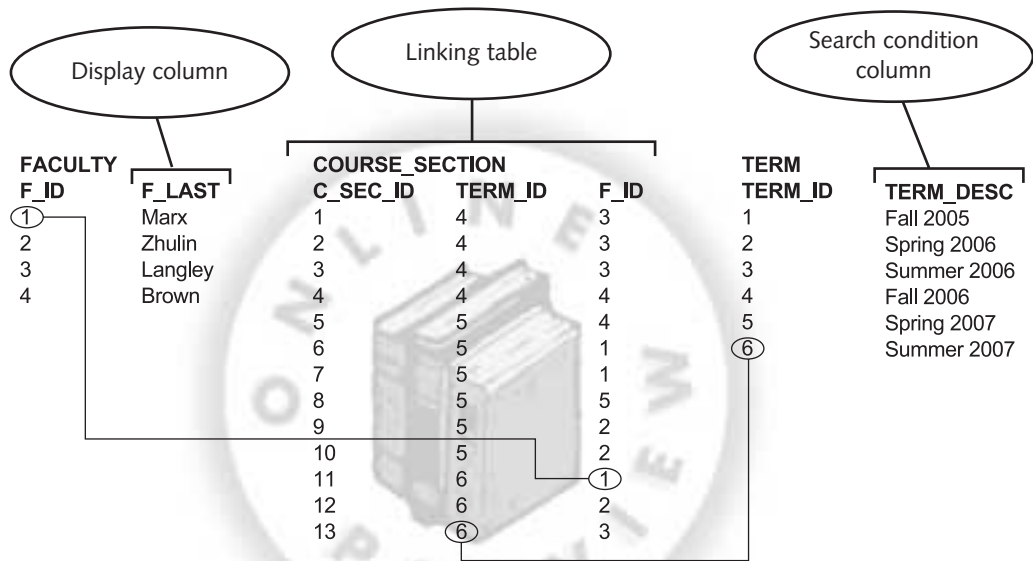 Display column
Linking table
Search condition
column
FACULTY COURSE_SECTION TERM
F_ID F_LAST C_SEC_ID TERM_ID F_ID TERM_ID TERM_DESC
1 Marx 1 4 3 1 Fall 2005
2 Zhulin 2 4 3 2 Spring 2006
3 Langley 3 4 3 3 Summer 2006
4 Brown 4 4 4 4 Fall 2006
5 5 4 5 Spring 2007
6 5 1 6 Summer 2007
7 5 1
8 5 5
9 5 2
10 5 2
11 6 1
12 6 2
13 6 3
ONLINE